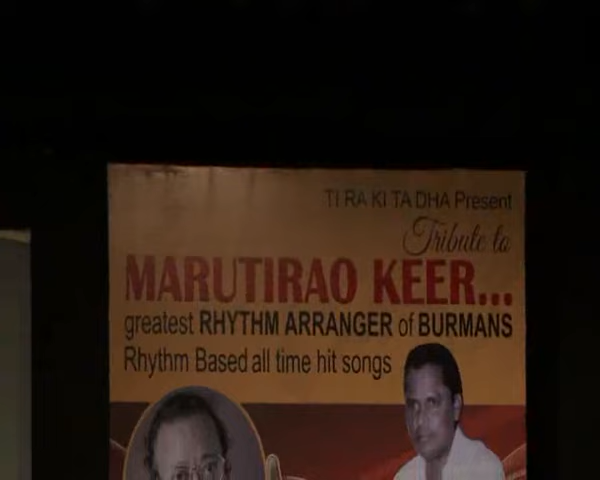 TI RA KI TA DHA Present
Tribute to
MARUTIRAO KEER...
greatest RHYTHM ARRANGER of BURMANS
Rhythm Based all time hit songs